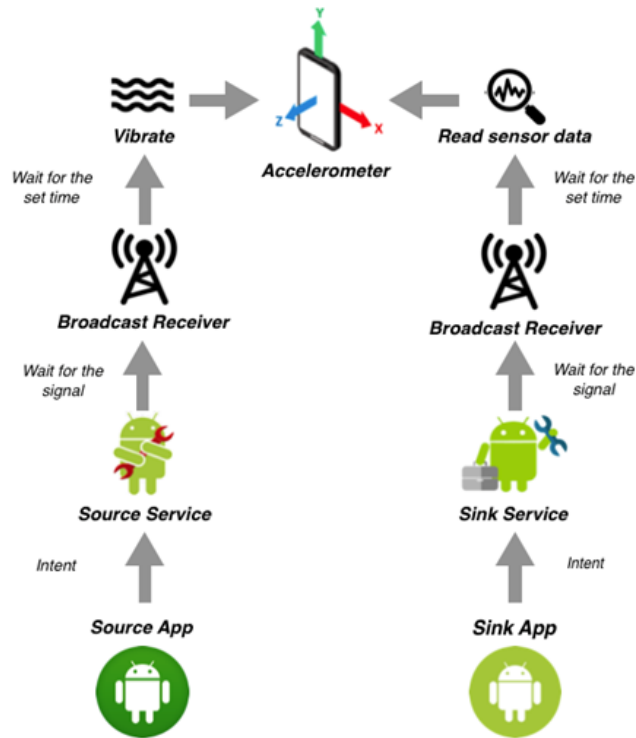 Y
Z
X
Vibrate
Accelerometer
Read sensor data
Wait for the
set time
Wait for the
set time
Broadcast Receiver
Broadcast Receiver
Wait for the
signal
Wait for the
signal
Source Service
Sink Service
Intent
Intent
Source App
Sink App